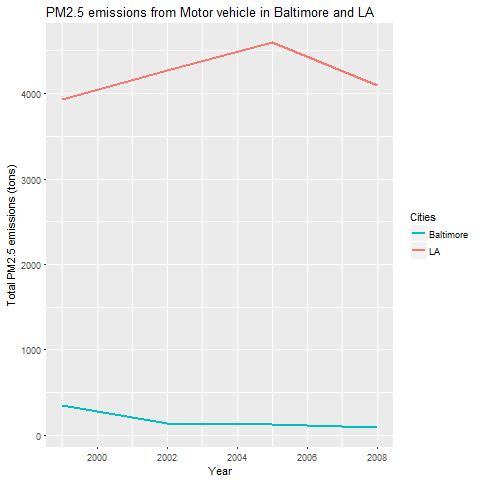 PM2.5 emissions from Motor vehicle in Baltimore and LA
Total PM2.5 emissions (tons)
4000
3000
2000
1000
0
2000
2002
2004
2006
2008
Year
Cities
Baltimore
LA